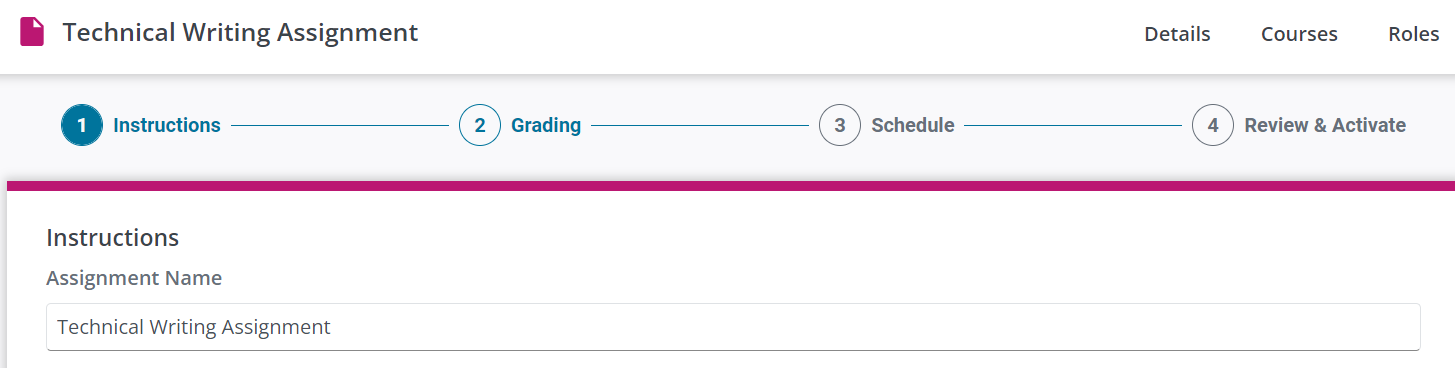 Technical Writing Assignment Details Courses Roles
1 Instructions 2 Grading 3 Schedule 4 Review & Activate
Instructions
Assignment Name
Technical Writing Assignment